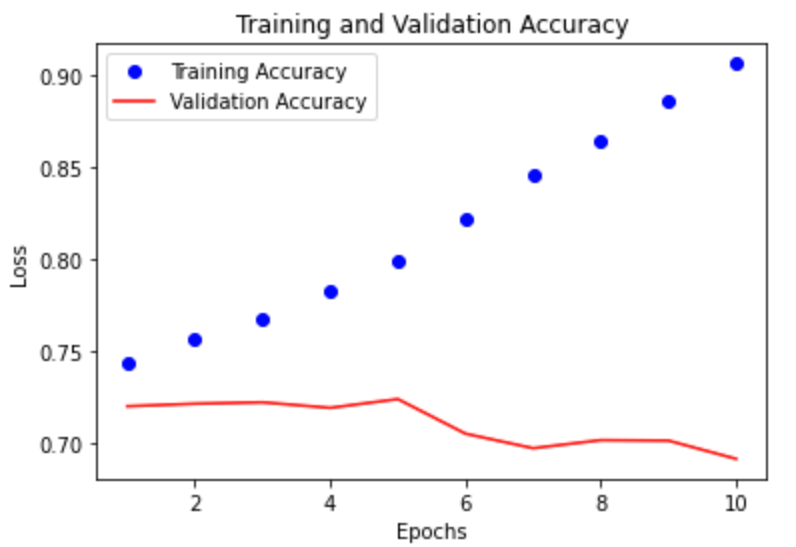 Training and Validation Accuracy
Training Accuracy
Validation Accuracy
0.90
0.85
0.80
0.75
0.70
Loss
2 4 6 8 10
Epochs